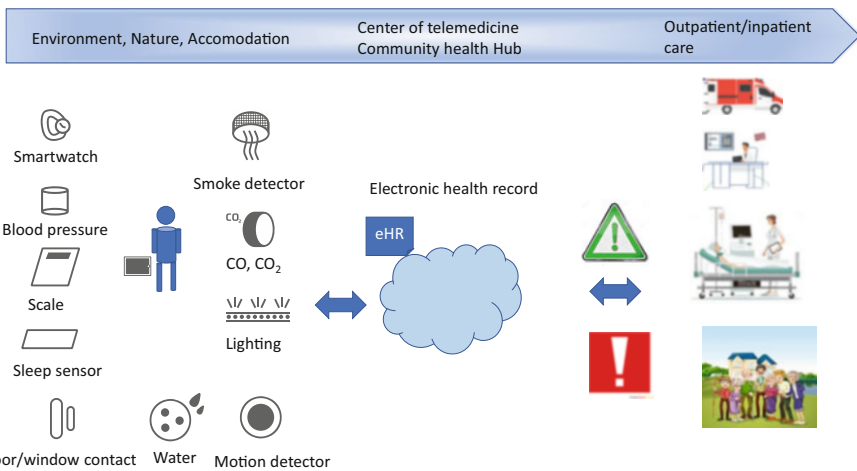 Environment, Nature, Accomodation
Center of telemedicine
Community health Hub
Outpatient/inpatient
care
Smartwatch
Smoke detector
Electronic health record
Blood pressure
CO₂
eHR
CO, CO₂
Scale
Lighting
Sleep sensor
oor/window contact
Water
Motion detector